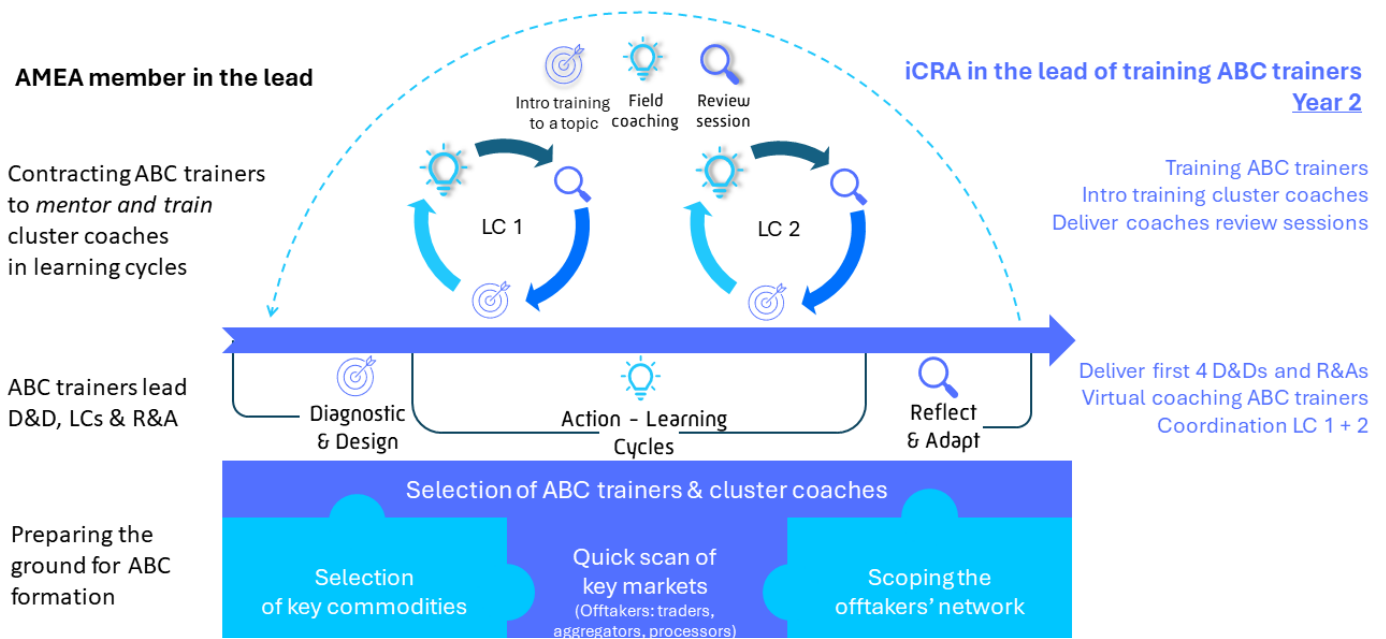 AMEA member in the lead
iCRA in the lead of training ABC trainers
Year 2
Intro training
to a topic
Field
coaching
Review
session
Contracting ABC trainers
to mentor and train
cluster coaches
in learning cycles
LC 1
LC 2
Training ABC trainers
Intro training cluster coaches
Deliver coaches review sessions
ABC trainers lead
D&D, LCs & R&A
Diagnostic
& Design
Action - Learning
Cycles
Reflect
& Adapt
Deliver first 4 D&Ds and R&As
Virtual coaching ABC trainers
Coordination LC 1 + 2
Selection of ABC trainers & cluster coaches
Preparing the
ground for ABC
formation
Selection
of key commodities
Quick scan of
key markets
(Offtakers: traders,
aggregators, processors)
Scoping the
offtakers' network